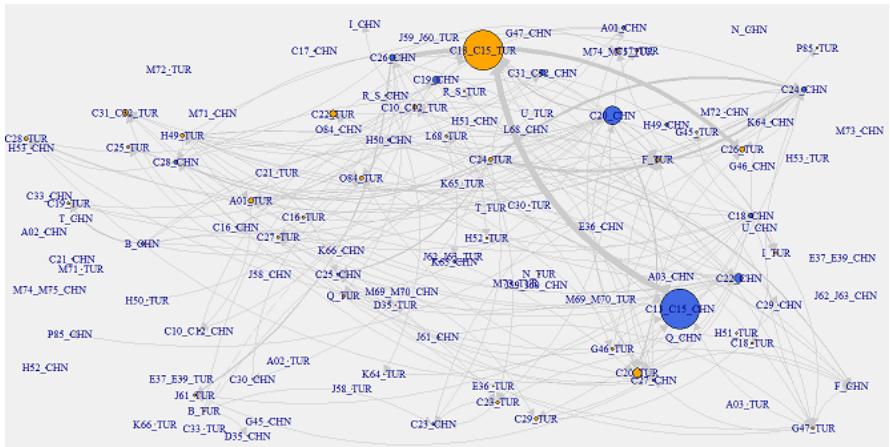 I_CHN
A01_CHN
N_CHN
J59_J60_TUR
G47_CHN
C17_CHN
C13_C15_TUR
P85_TUR
C26_CHN
M72_TUR
C31_C32_CHN
C19_CHN
C24_CHN
R_S_CHN
R_S_TUR
C10_C12_TUR
C31_C32_TUR
M71_CHN
C22_TUR
U_TUR
C20_CHN
M72_CHN
K64_CHN
H51_CHN
H49_CHN
O84_CHN
L68_CHN
M73_CHN
C28_TUR
H49_TUR
H50_CHN
L68_TUR
G45_TUR
H53_CHN
C25_TUR
C26_TUR
C28_CHN
C24_TUR
F_TUR
H53_TUR
G46_CHN
C21_TUR
O84_TUR
K65_TUR
C33_CHN
C19_TUR
A01_TUR
T_TUR
C30_TUR
T_CHN
C16_TUR
C18_CHN
C16_CHN
E36_CHN
U_CHN
A02_CHN
C27_TUR
H52_TUR
B_CHN
K66_CHN
I_TUR
C21_CHN
J62_J63_TUR
K65_CHN
E37_E39_CHN
M71_TUR
J58_CHN
C25_CHN
N_TUR
A03_CHN
C22_CHN
M74_M75_CHN
Q_TUR
M69_M70_CHN
H50_TUR
D35_TUR
M69_M70_TUR
J62_J63_CHN
C29_CHN
C13_C15_CHN
P85_CHN
C10_C12_CHN
J61_CHN
Q_CHN
H51_TUR
C18_TUR
G46_TUR
H52_CHN
A02_TUR
K64_TUR
C20_TUR
E37_E39_TUR
C30_CHN
C27_CHN
J58_TUR
E36_TUR
F_CHN
J61_TUR
C23_TUR
A03_TUR
B_TUR
C29_TUR
K66_TUR
C33_TUR
G45_CHN
C23_CHN
G47_TUR
D35_CHN